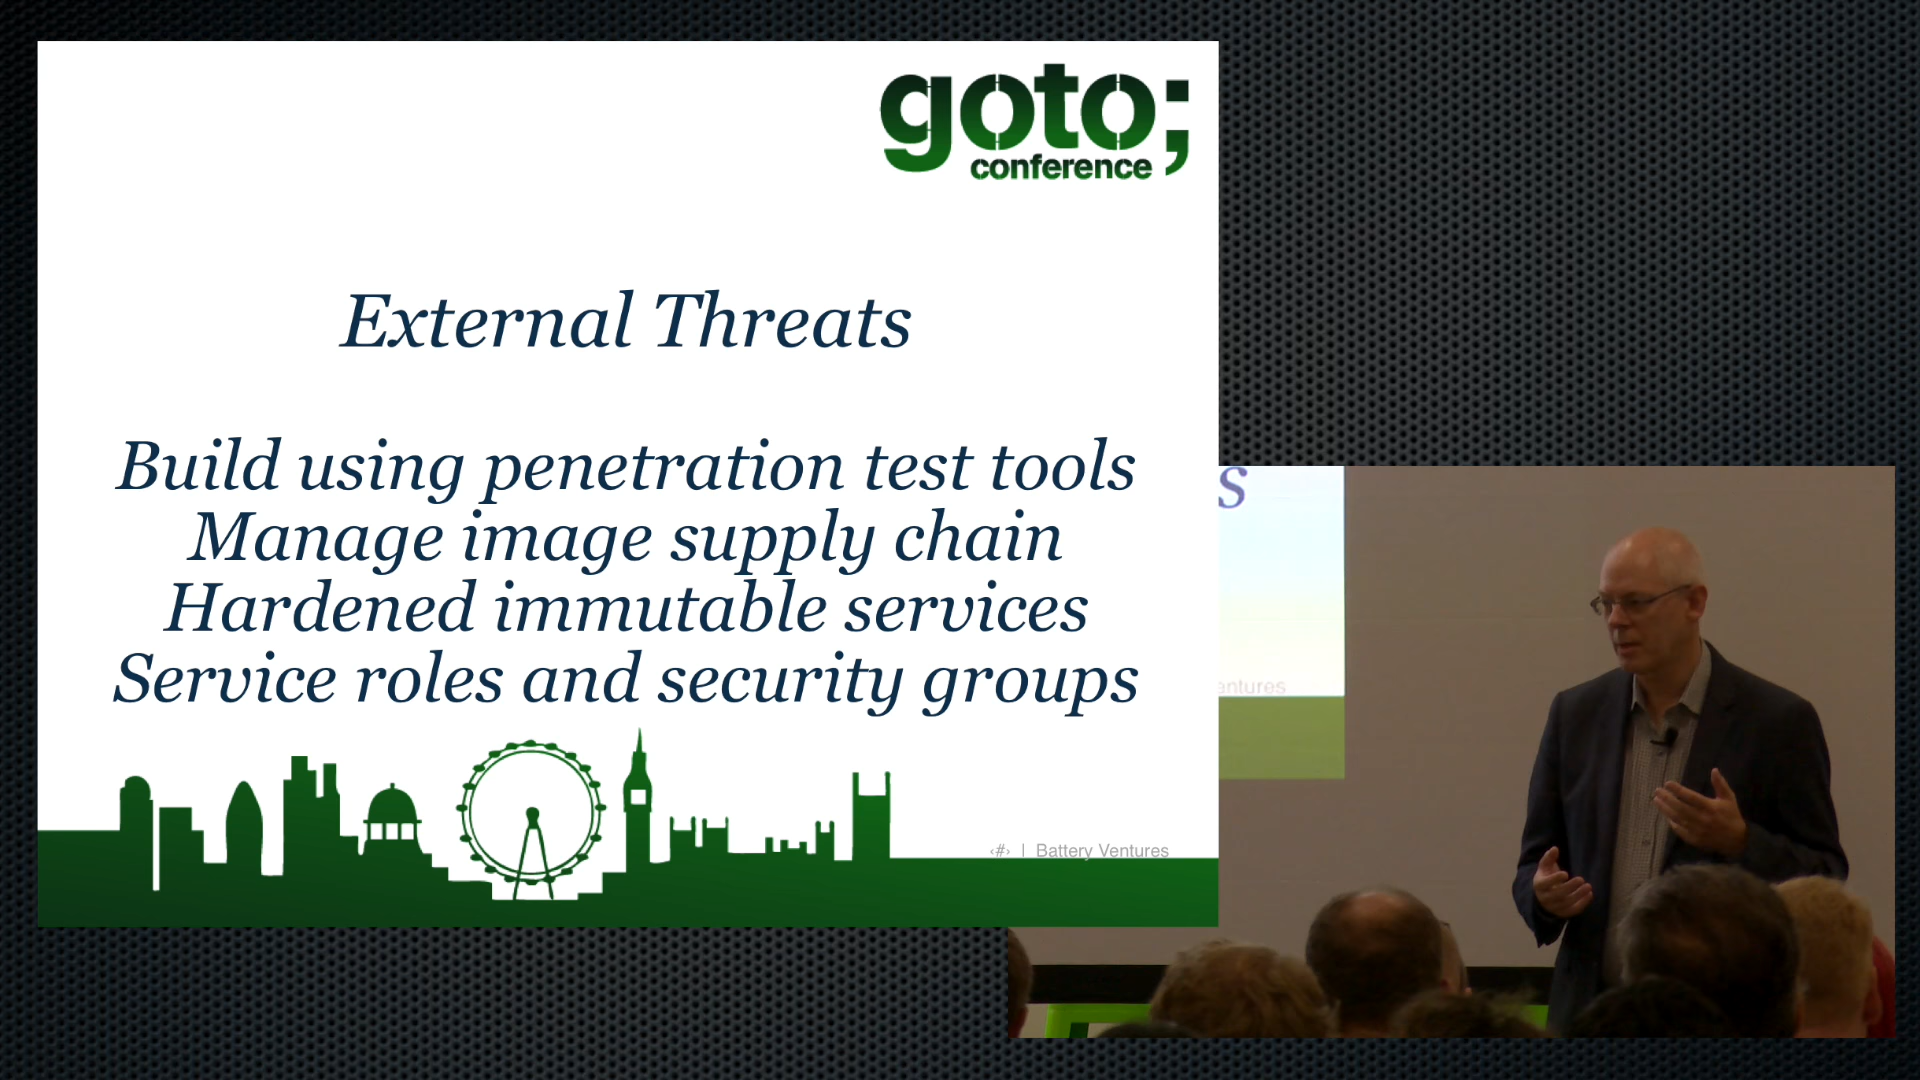 goto;
conference
External Threats
Build using penetration test tools
Manage image supply chain
Hardened immutable services
Service roles and security groups
‹#› | Battery Ventures
s
entures